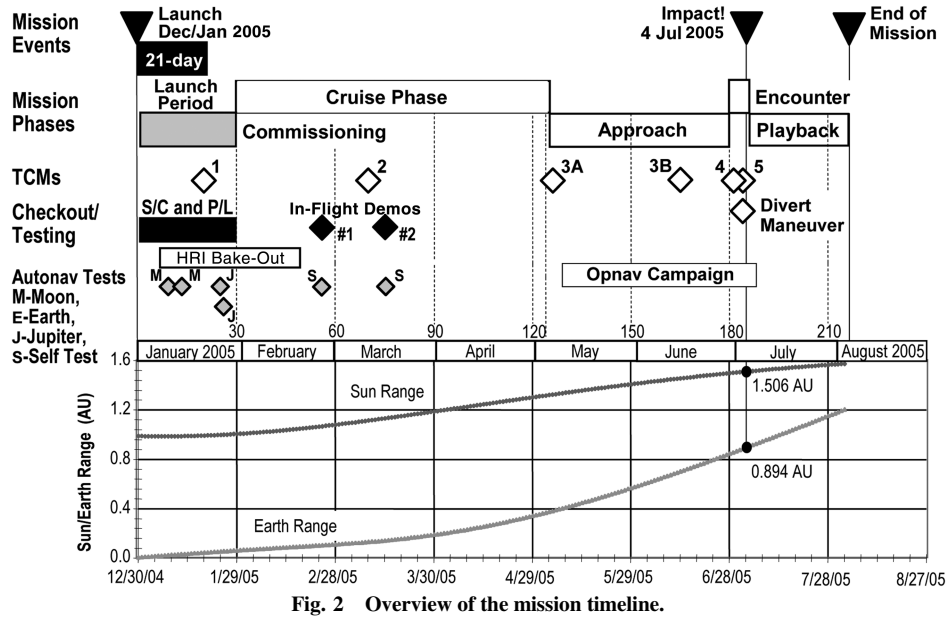 Mission
Events
Launch
Dec/Jan 2005
Impact!
4 Jul 2005
End of
Mission
21-day
Launch
Period
Mission
Phases
Cruise Phase
Encounter
Commissioning
Approach
Playback
TCMs
1
2
3A
3B
4
5
Checkout/
Testing
S/C and P/L
In-Flight Demos
#1
#2
Divert
Maneuver
HRI Bake-Out
Opnav Campaign
Autonav Tests
M-Moon,
E-Earth,
J-Jupiter,
S-Self Test
M
M
J
J
S
S
30
60
90
120
150
180
210
January 2005
February
March
April
May
June
July
August 2005
Sun/Earth Range (AU)
1.6
1.2
0.8
0.4
0.0
Sun Range
1.506 AU
0.894 AU
Earth Range
12/30/04
1/29/05
2/28/05
3/30/05
4/29/05
5/29/05
6/28/05
7/28/05
8/27/05
Fig. 2 Overview of the mission timeline.